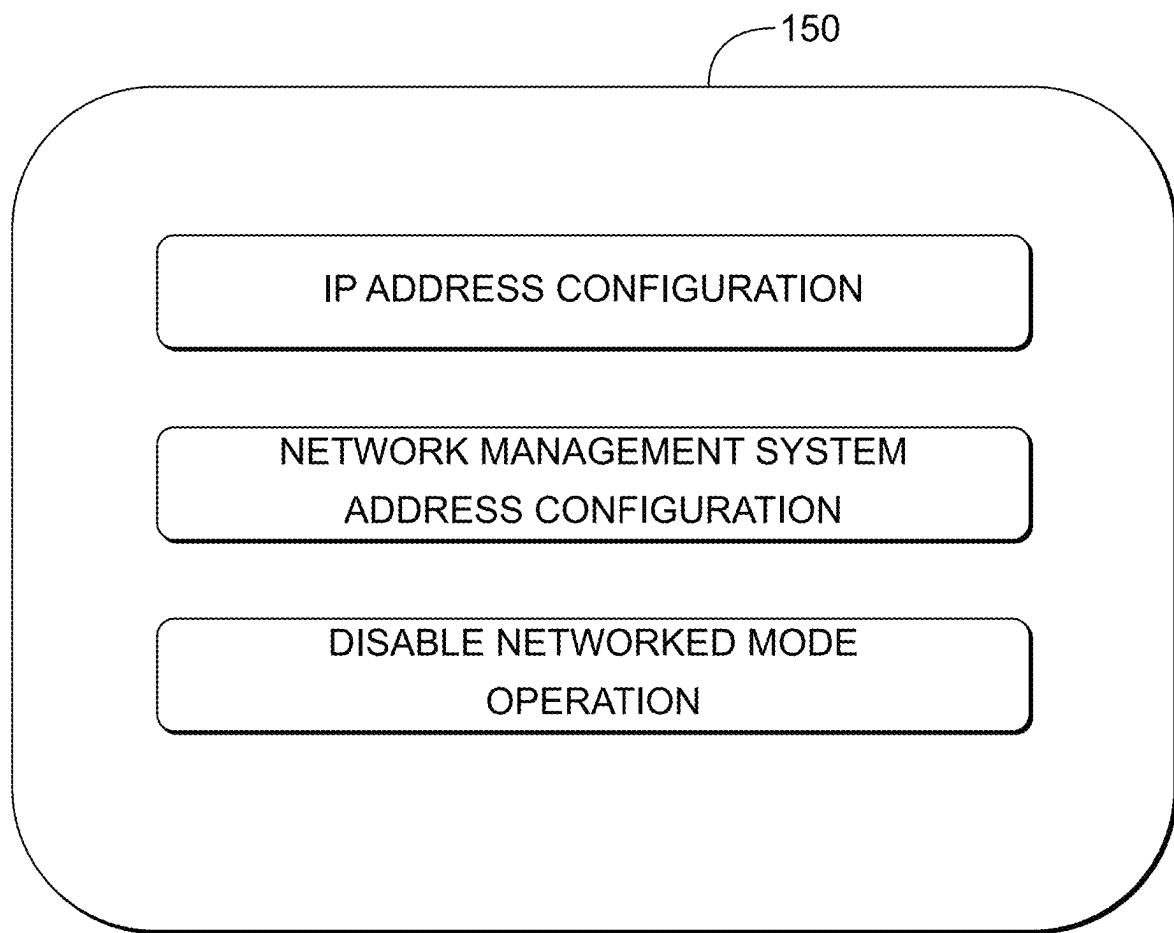 150
IP ADDRESS CONFIGURATION
NETWORK MANAGEMENT SYSTEM
ADDRESS CONFIGURATION
DISABLE NETWORKED MODE
OPERATION